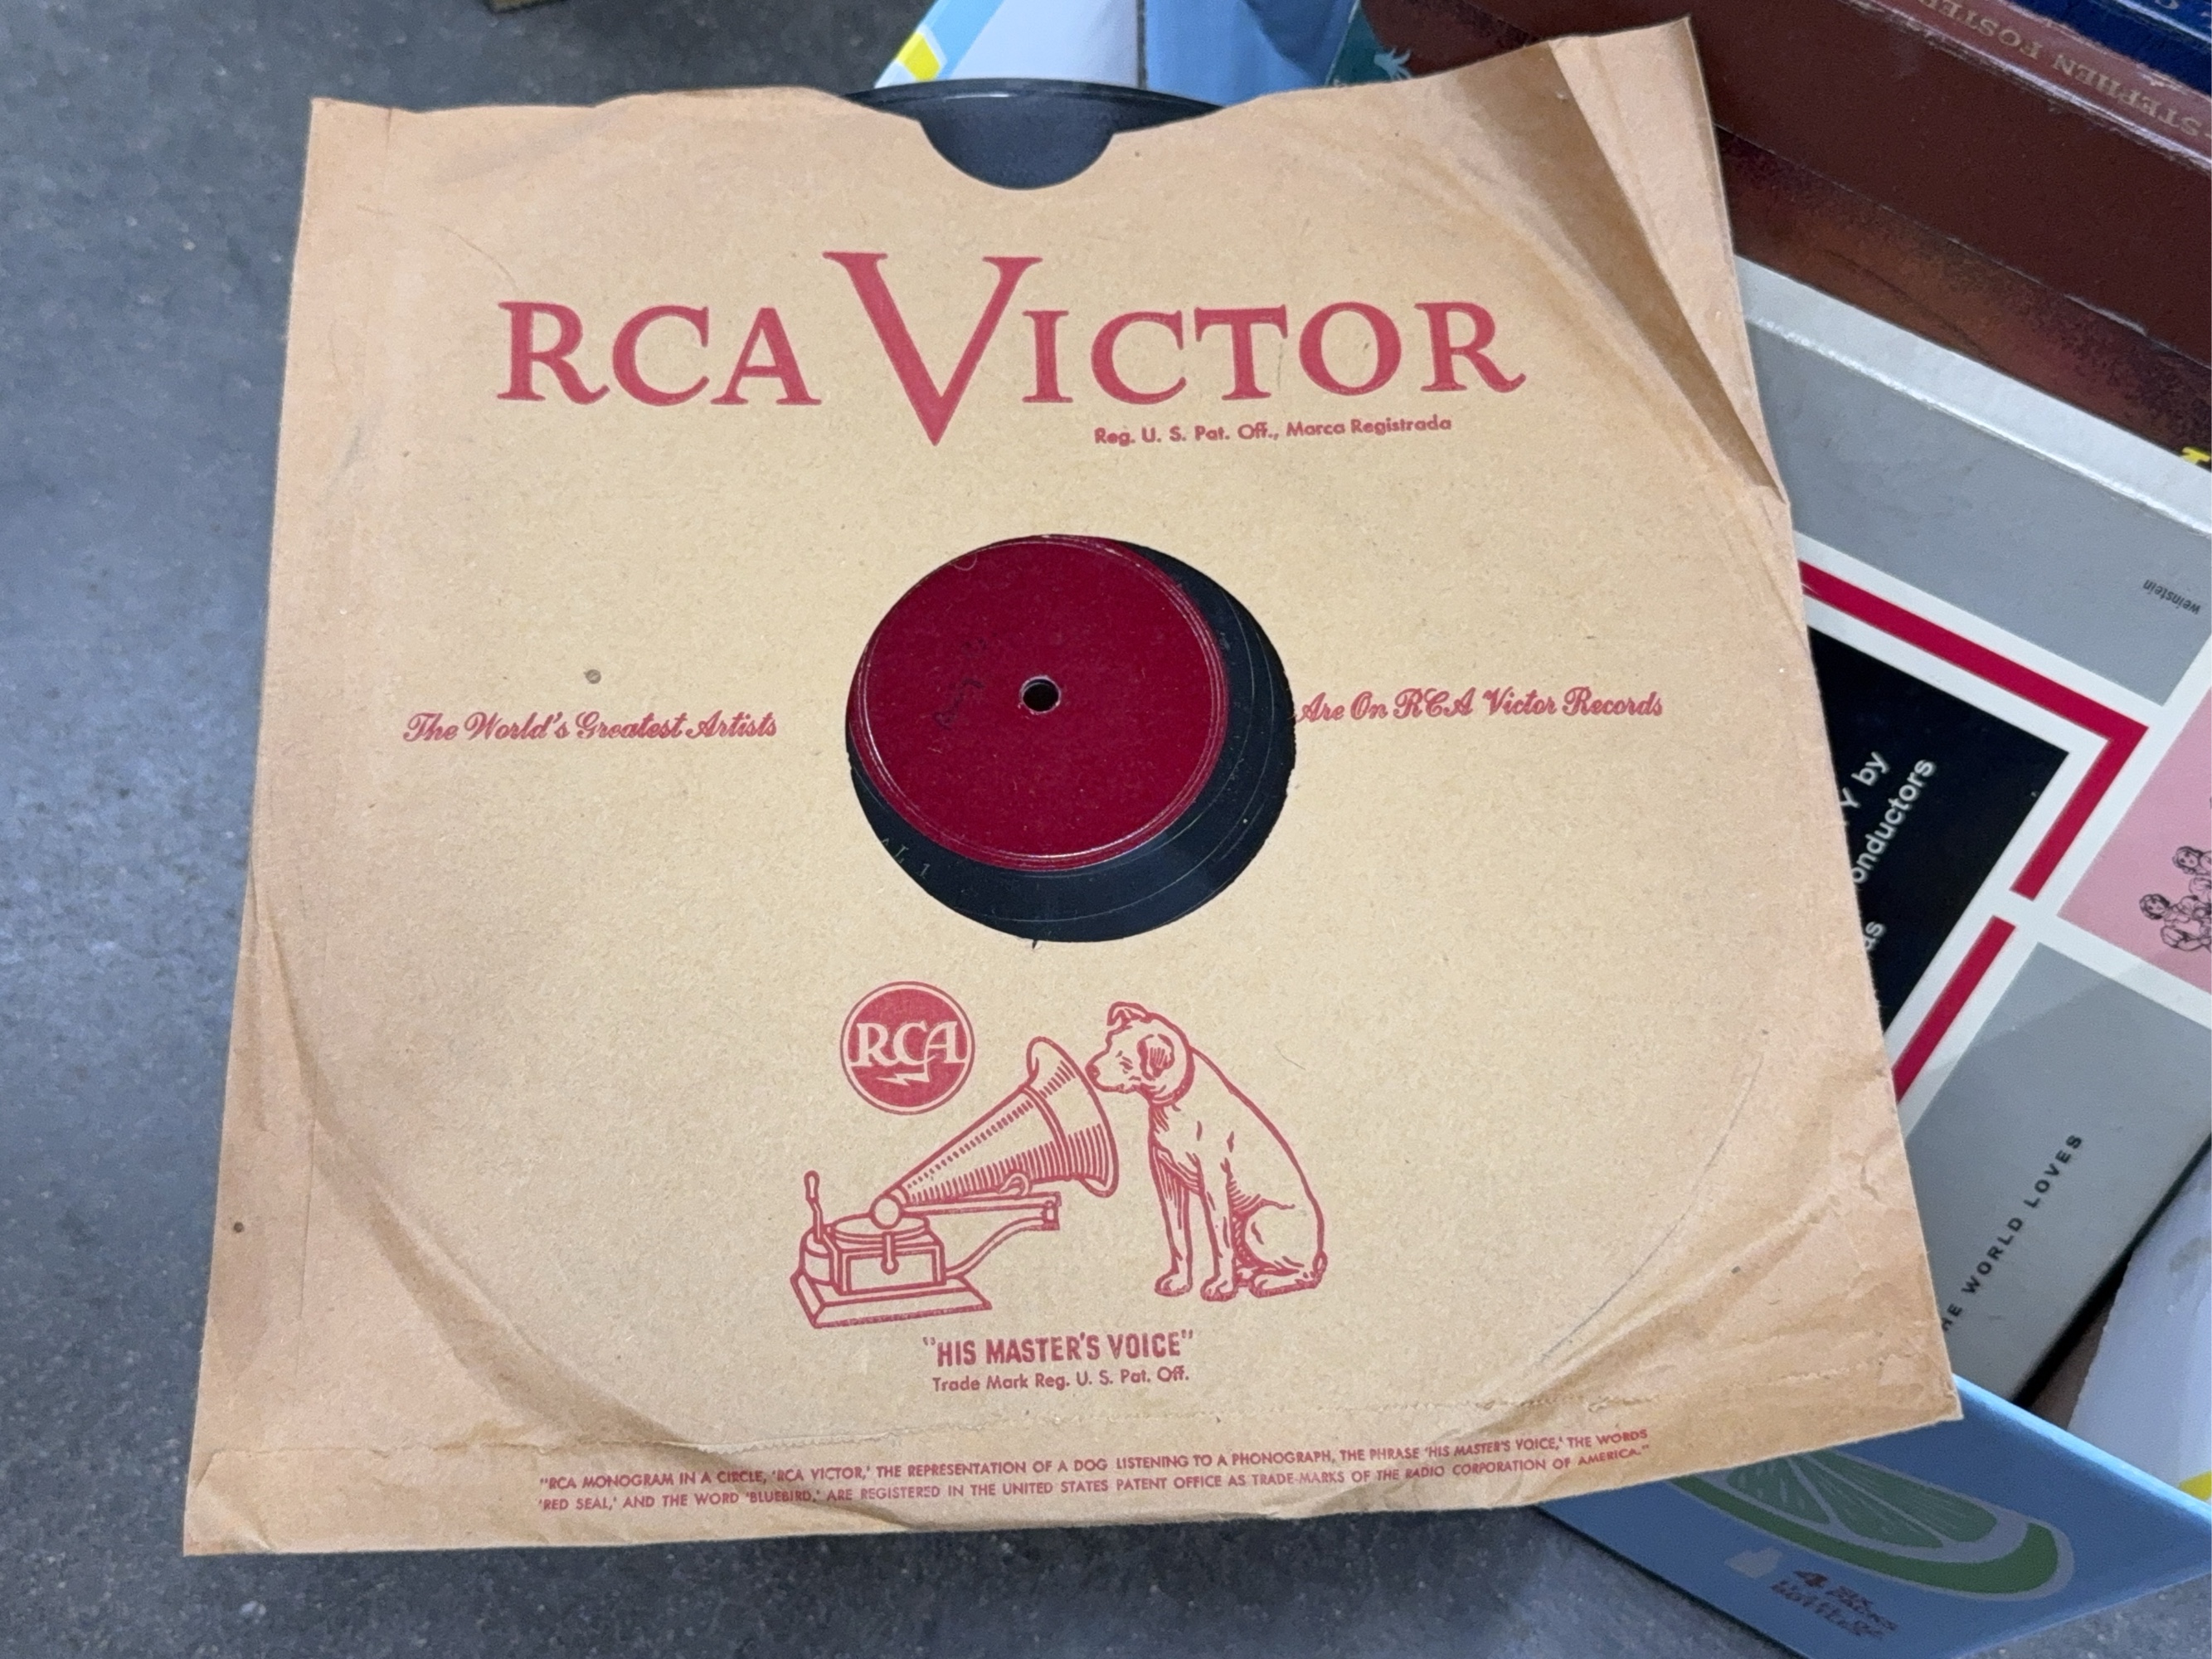 RCA VICTOR
Reg. U. S. Pat. Off., Marca Registrada
The World's Greatest Artists
Are On RCA Victor Records
RCA
"HIS MASTER'S VOICE"
Trade Mark Reg. U. S. Pat. Off.
"RCA MONOGRAM IN A CIRCLE, 'RCA VICTOR,' THE REPRESENTATION OF A DOG LISTENING TO A PHONOGRAPH, THE PHRASE 'HIS MASTER'S VOICE,' THE WORDS
'RED SEAL,' AND THE WORD 'BLUEBIRD,' ARE REGISTERED IN THE UNITED STATES PATENT OFFICE AS TRADE-MARKS OF THE RADIO CORPORATION OF AMERICA."
STEPHEN FOSTER
weinstein
by
WORLD LOVES
4